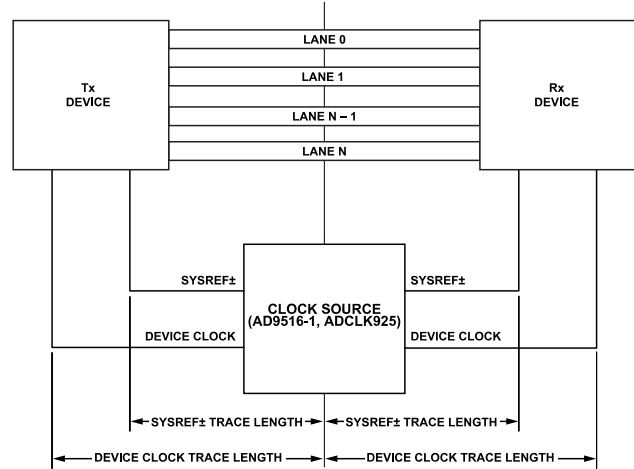 LANE 0
LANE 1
LANE N – 1
LANE N
Tx
DEVICE
Rx
DEVICE
SYSREF±
SYSREF±
CLOCK SOURCE
(AD9516-1, ADCLK925)
DEVICE CLOCK
DEVICE CLOCK
SYSREF± TRACE LENGTH
SYSREF± TRACE LENGTH
DEVICE CLOCK TRACE LENGTH
DEVICE CLOCK TRACE LENGTH